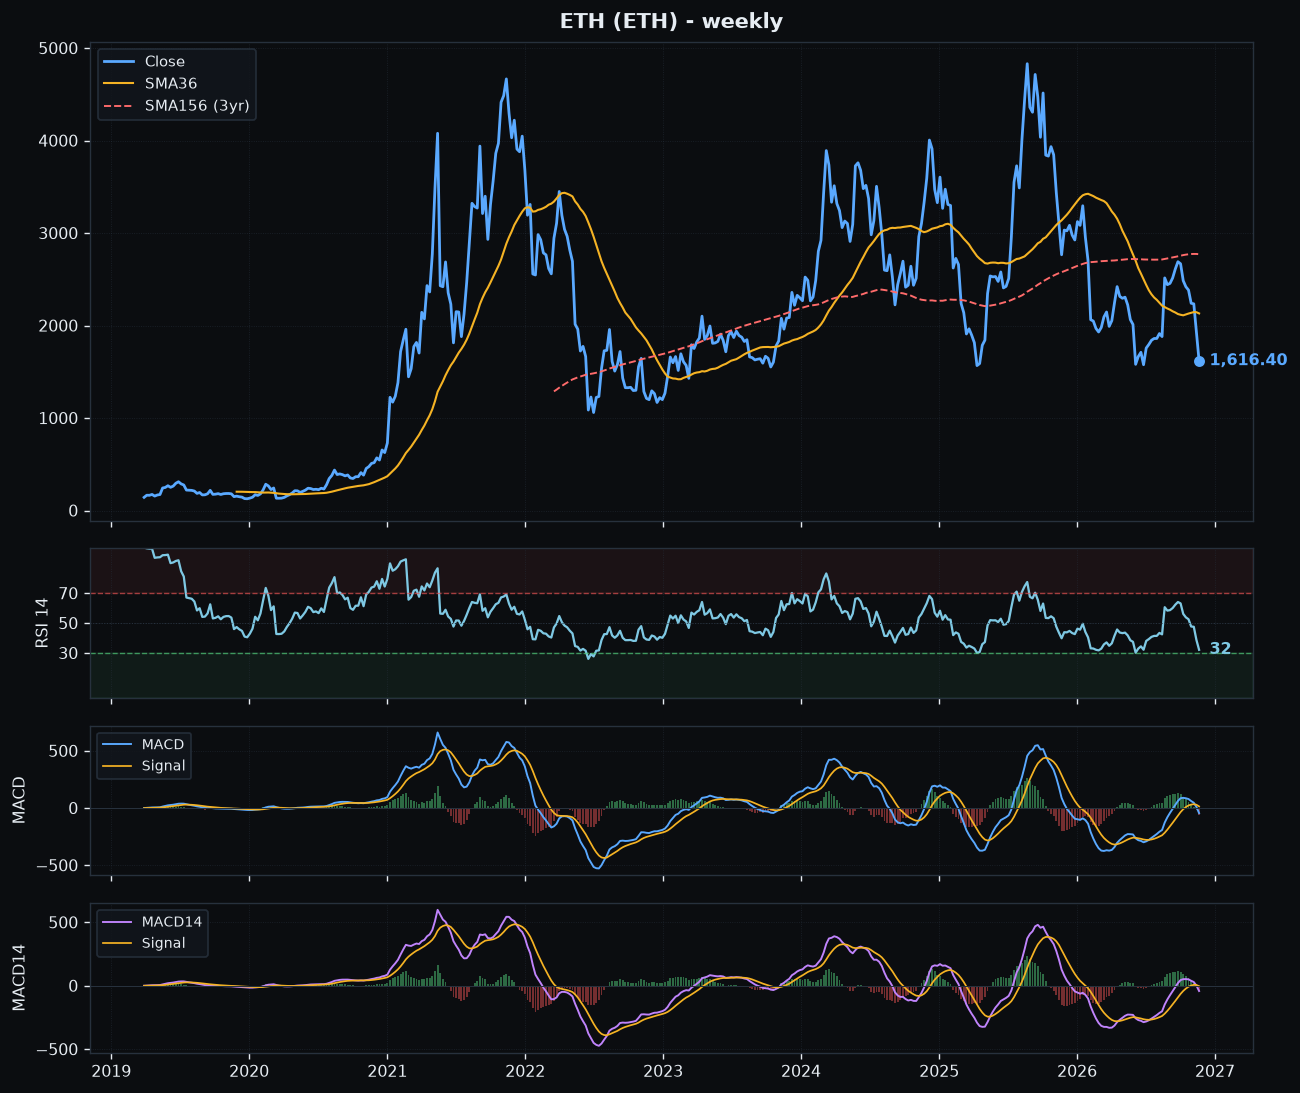 ETH (ETH) - weekly
Close
SMA36
SMA156 (3yr)
5000
4000
3000
2000
1000
0
1,616.40
RSI 14
70
50
30
32
MACD
MACD
Signal
500
0
−500
MACD14
MACD14
Signal
500
0
−500
2019 2020 2021 2022 2023 2024 2025 2026 2027